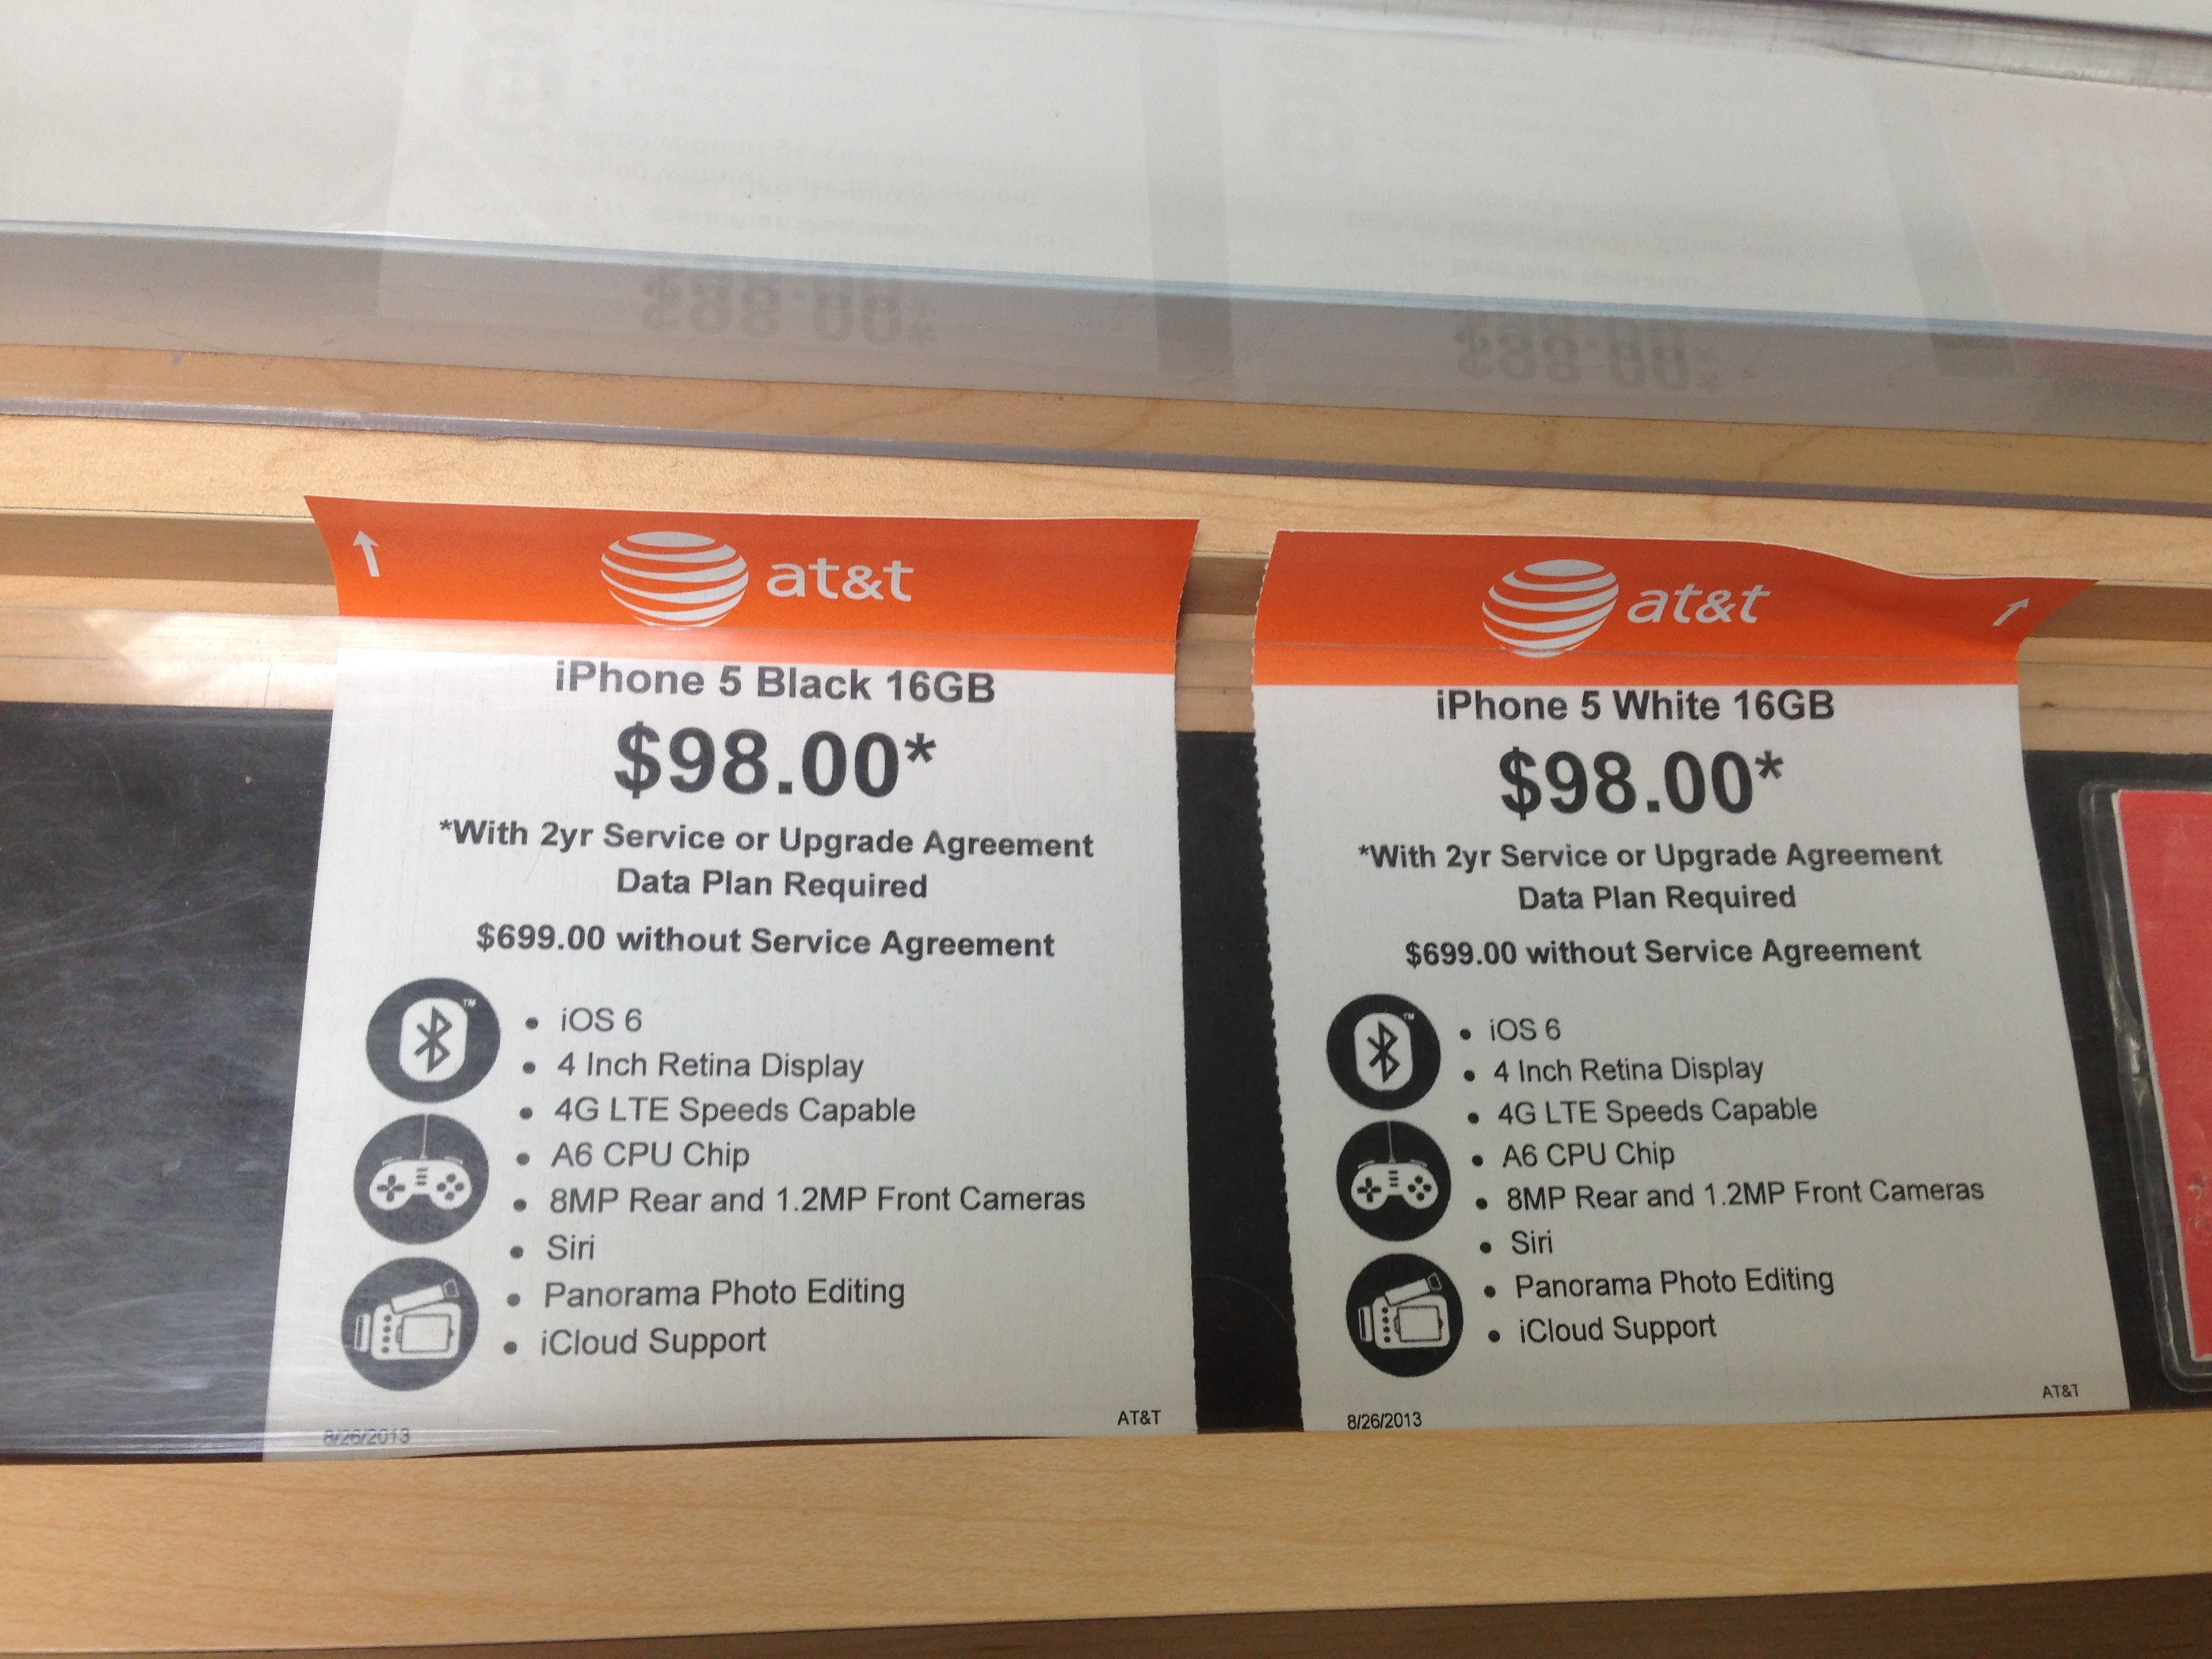 at&t
iPhone 5 Black 16GB
$98.00*
*With 2yr Service or Upgrade Agreement
Data Plan Required
$699.00 without Service Agreement
• iOS 6
• 4 Inch Retina Display
• 4G LTE Speeds Capable
• A6 CPU Chip
• 8MP Rear and 1.2MP Front Cameras
• Siri
• Panorama Photo Editing
• iCloud Support
TM
8/26/2013
AT&T
at&t
iPhone 5 White 16GB
$98.00*
*With 2yr Service or Upgrade Agreement
Data Plan Required
$699.00 without Service Agreement
• iOS 6
• 4 Inch Retina Display
• 4G LTE Speeds Capable
• A6 CPU Chip
• 8MP Rear and 1.2MP Front Cameras
• Siri
• Panorama Photo Editing
• iCloud Support
TM
8/26/2013
AT&T